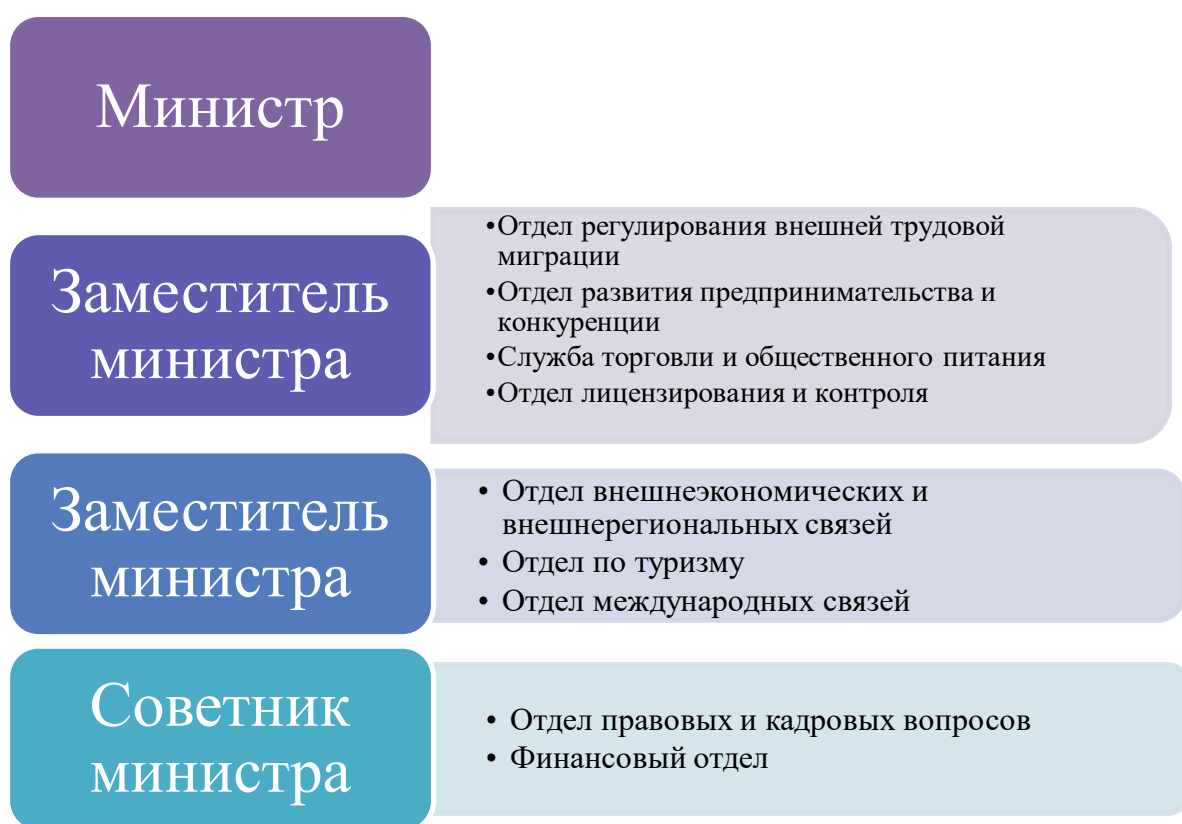 Министр
Заместитель
министра
•Отдел регулирования внешней трудовой
миграции
•Отдел развития предпринимательства и
конкуренции
•Служба торговли и общественного питания
•Отдел лицензирования и контроля
Заместитель
министра
• Отдел внешнеэкономических и
внешнерегиональных связей
• Отдел по туризму
• Отдел международных связей
Советник
министра
• Отдел правовых и кадровых вопросов
• Финансовый отдел